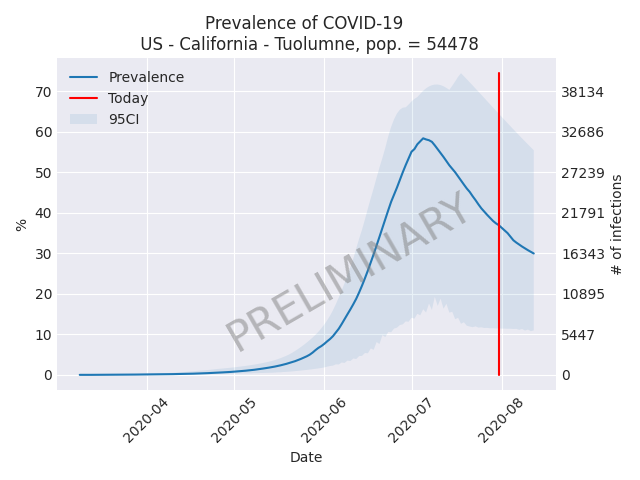 Prevalence of COVID-19
US - California - Tuolumne, pop. = 54478
Prevalence
Today
95CI
PRELIMINARY
%
70
60
50
40
30
20
10
0
38134
32686
27239
21791
16343
10895
5447
0
# of infections
2020-04
2020-05
2020-06
2020-07
2020-08
Date